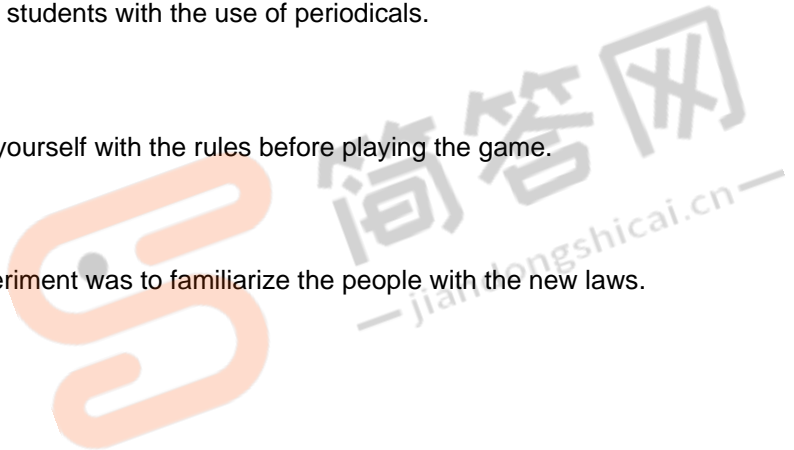 students with the use of periodicals.
yourself with the rules before playing the game.
eriment was to familiarize the people with the new laws.
简答网
jiandongshicai.cn